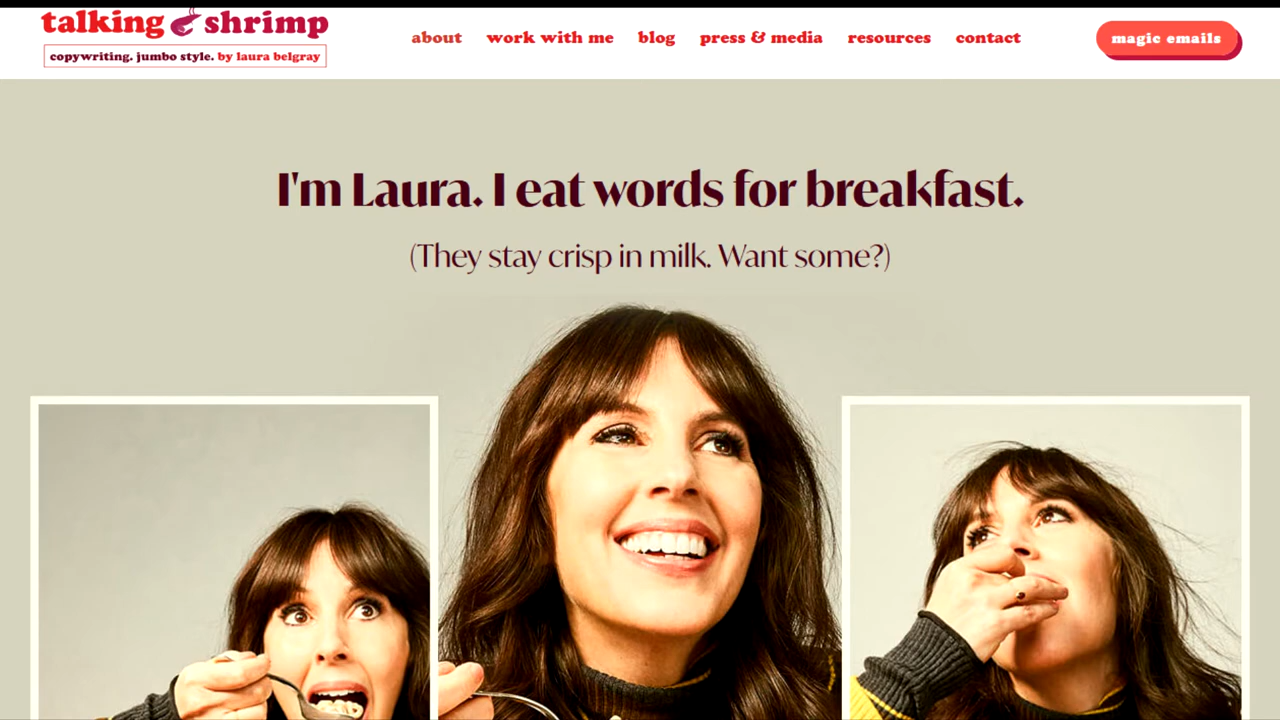 talking shrimp
copywriting. jumbo style. by laura belgray
about work with me blog press & media resources contact
magic emails
I'm Laura. I eat words for breakfast.
(They stay crisp in milk. Want some?)